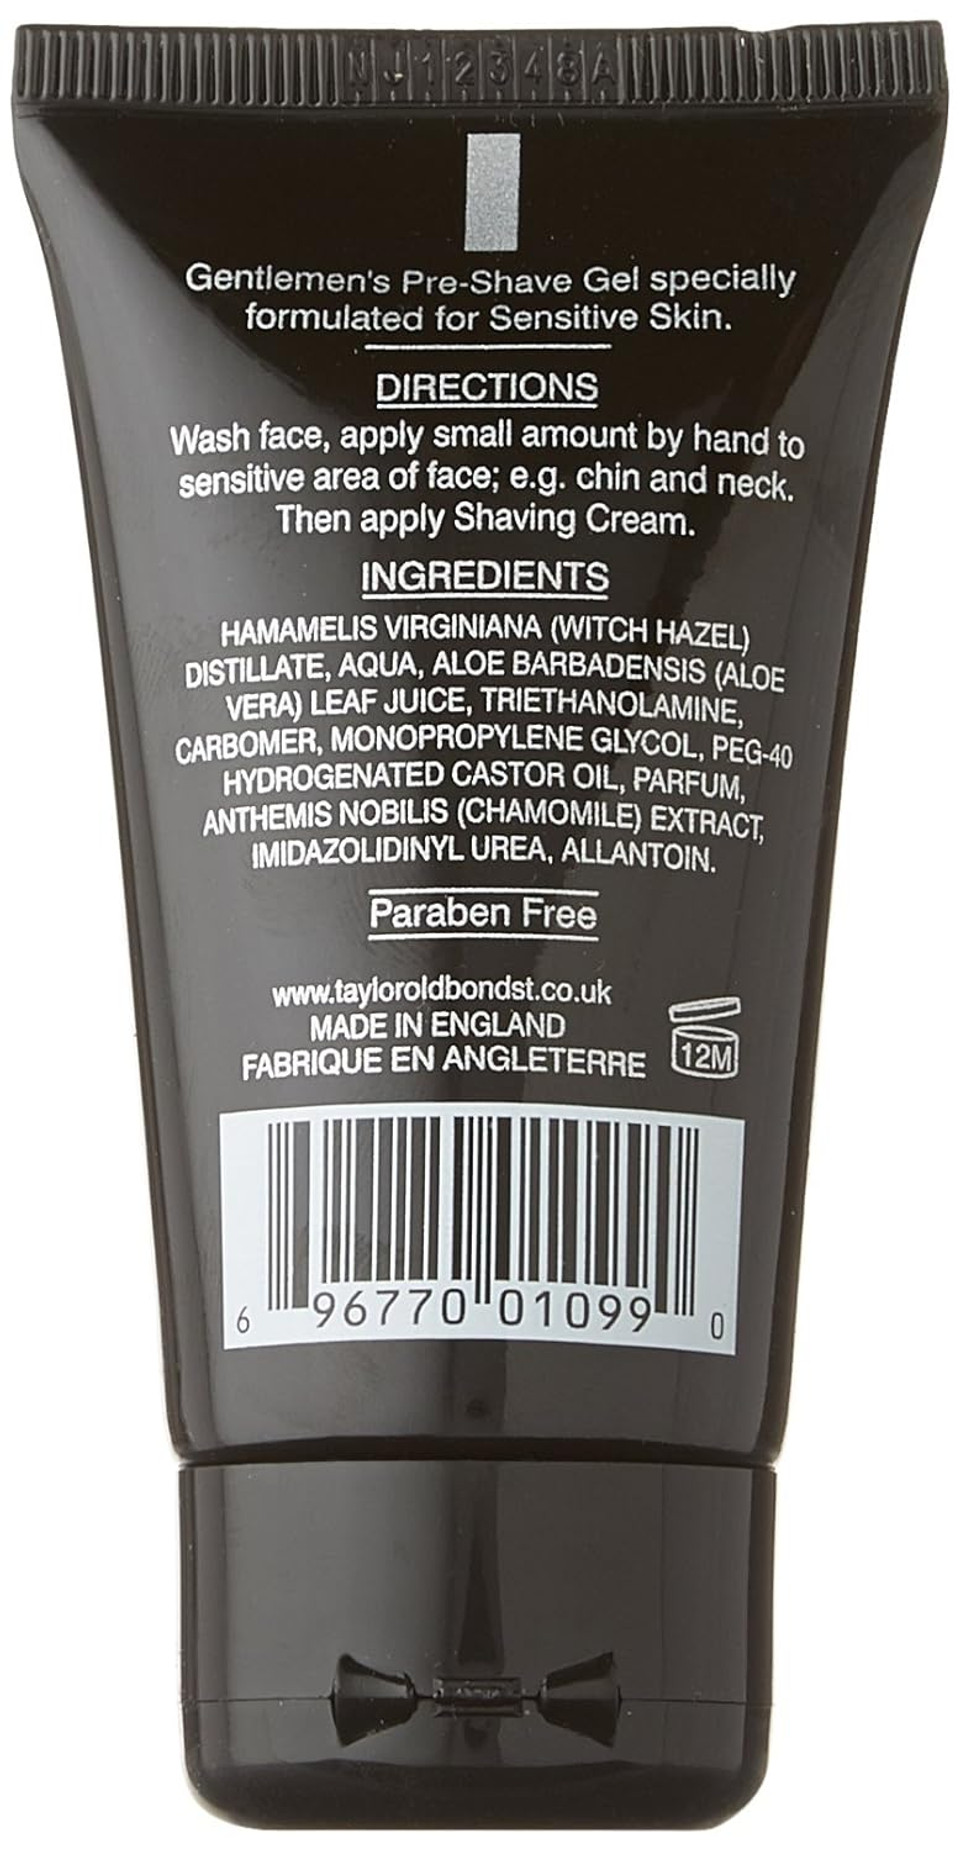 NJ12348A
Gentlemen's Pre-Shave Gel specially
formulated for Sensitive Skin.
DIRECTIONS
Wash face, apply small amount by hand to
sensitive area of face; e.g. chin and neck.
Then apply Shaving Cream.
INGREDIENTS
HAMAMELIS VIRGINIANA (WITCH HAZEL)
DISTILLATE, AQUA, ALOE BARBADENSIS (ALOE
VERA) LEAF JUICE, TRIETHANOLAMINE,
CARBOMER, MONOPROPYLENE GLYCOL, PEG-40
HYDROGENATED CASTOR OIL, PARFUM,
ANTHEMIS NOBILIS (CHAMOMILE) EXTRACT,
IMIDAZOLIDINYL UREA, ALLANTOIN.
Paraben Free
www.tayloroldbondst.co.uk
MADE IN ENGLAND
FABRIQUE EN ANGLETERRE
12M
6 96770 01099 0